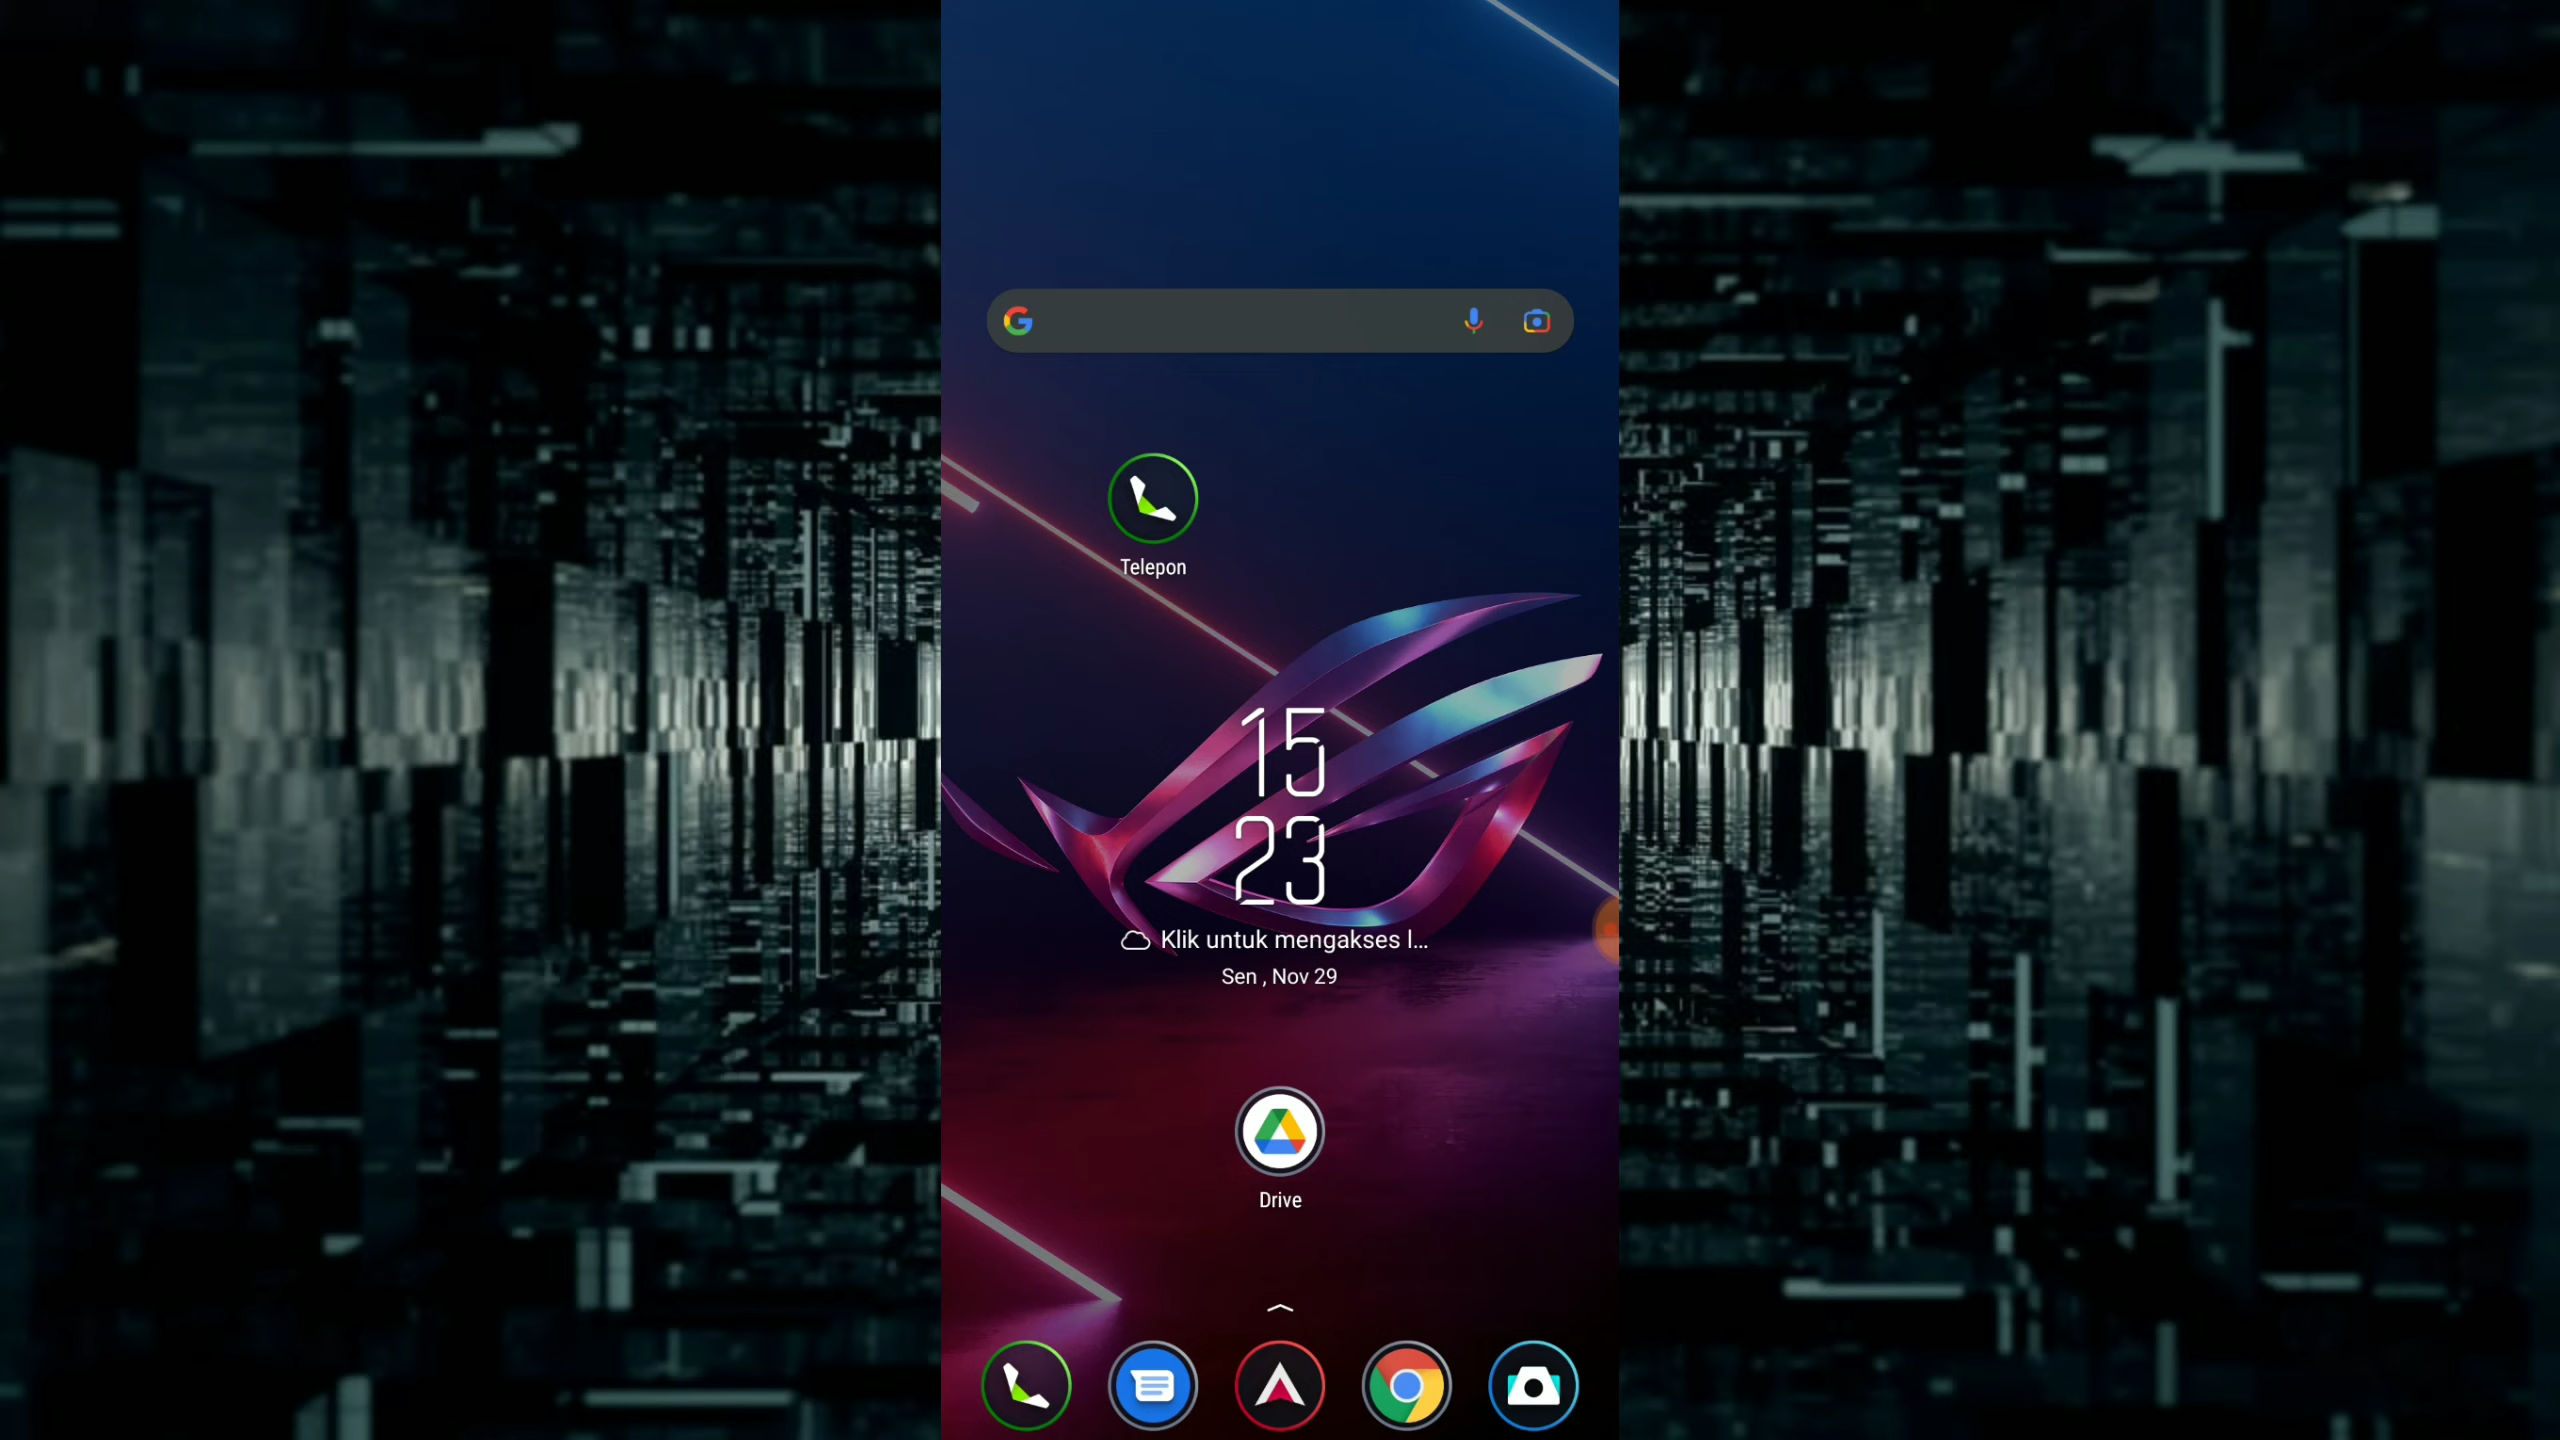 Telepon
15
23
Klik untuk mengakses l...
Sen , Nov 29
Drive